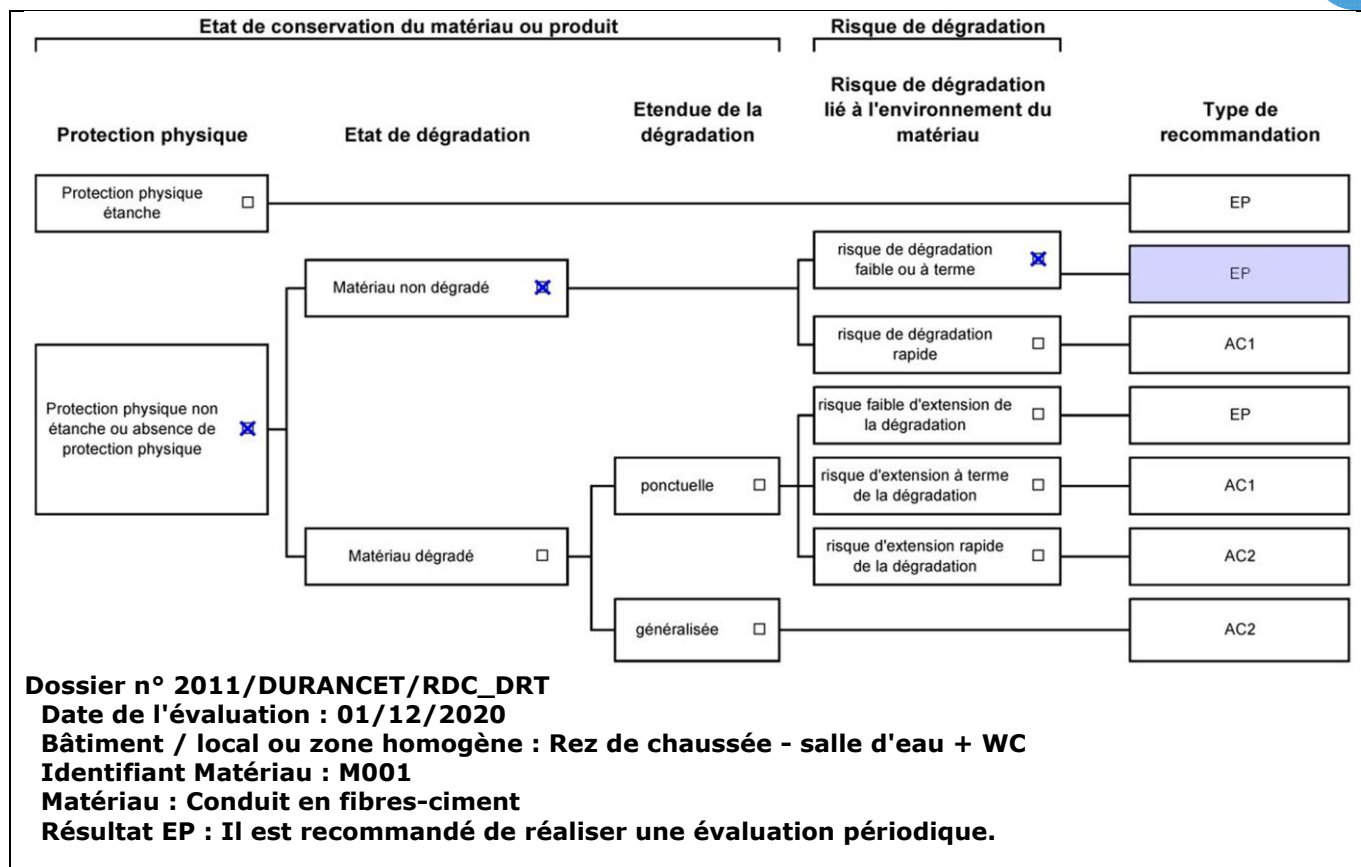 Etat de conservation du matériau ou produit
Risque de dégradation
Protection physique
Etat de dégradation
Etendue de la
dégradation
Risque de dégradation
lié à l'environnement du
matériau
Type de
recommandation
Protection physique
étanche
EP
risque de dégradation
faible ou à terme
EP
Matériau non dégradé
risque de dégradation
rapide
AC1
Protection physique non
étanche ou absence de
protection physique
risque faible d'extension de
la dégradation
EP
ponctuelle
risque d'extension à terme
de la dégradation
AC1
Matériau dégradé
risque d'extension rapide
de la dégradation
AC2
généralisée
AC2
Dossier n° 2011/DURANCET/RDC_DRT
Date de l'évaluation : 01/12/2020
Bâtiment / local ou zone homogène : Rez de chaussée - salle d'eau + WC
Identifiant Matériau : M001
Matériau : Conduit en fibres-ciment
Résultat EP : Il est recommandé de réaliser une évaluation périodique.